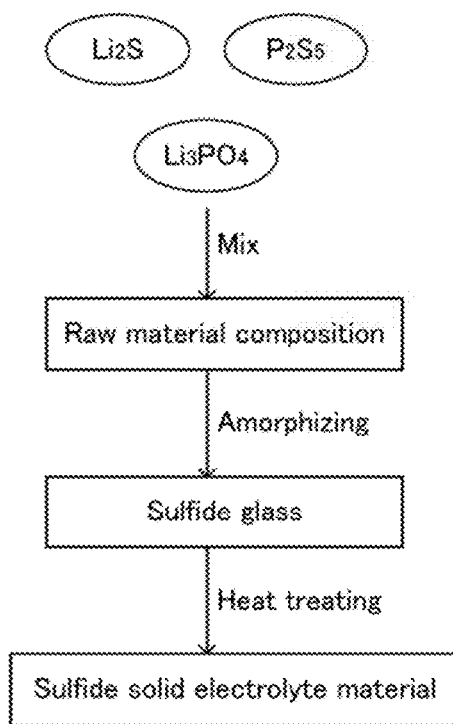 Li₂S P₂S₅
Li₃PO₄
Mix
Raw material composition
Amorphizing
Sulfide glass
Heat treating
Sulfide solid electrolyte material